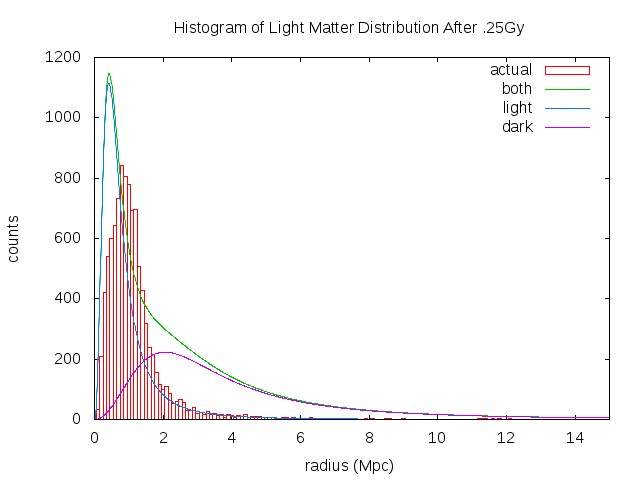 Histogram of Light Matter Distribution After .25Gy
actual
both
light
dark
1200
1000
800
600
400
200
0
counts
0 2 4 6 8 10 12 14
radius (Mpc)